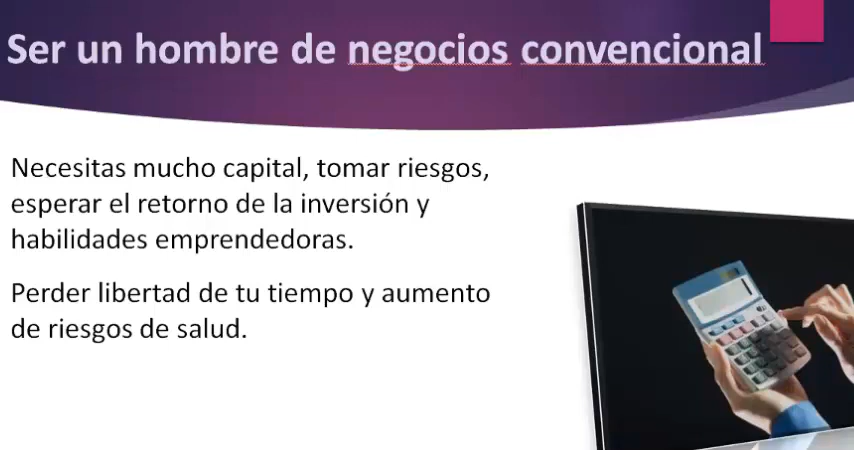 Ser un hombre de negocios convencional
Necesitas mucho capital, tomar riesgos,
esperar el retorno de la inversión y
habilidades emprendedoras.
Perder libertad de tu tiempo y aumento
de riesgos de salud.